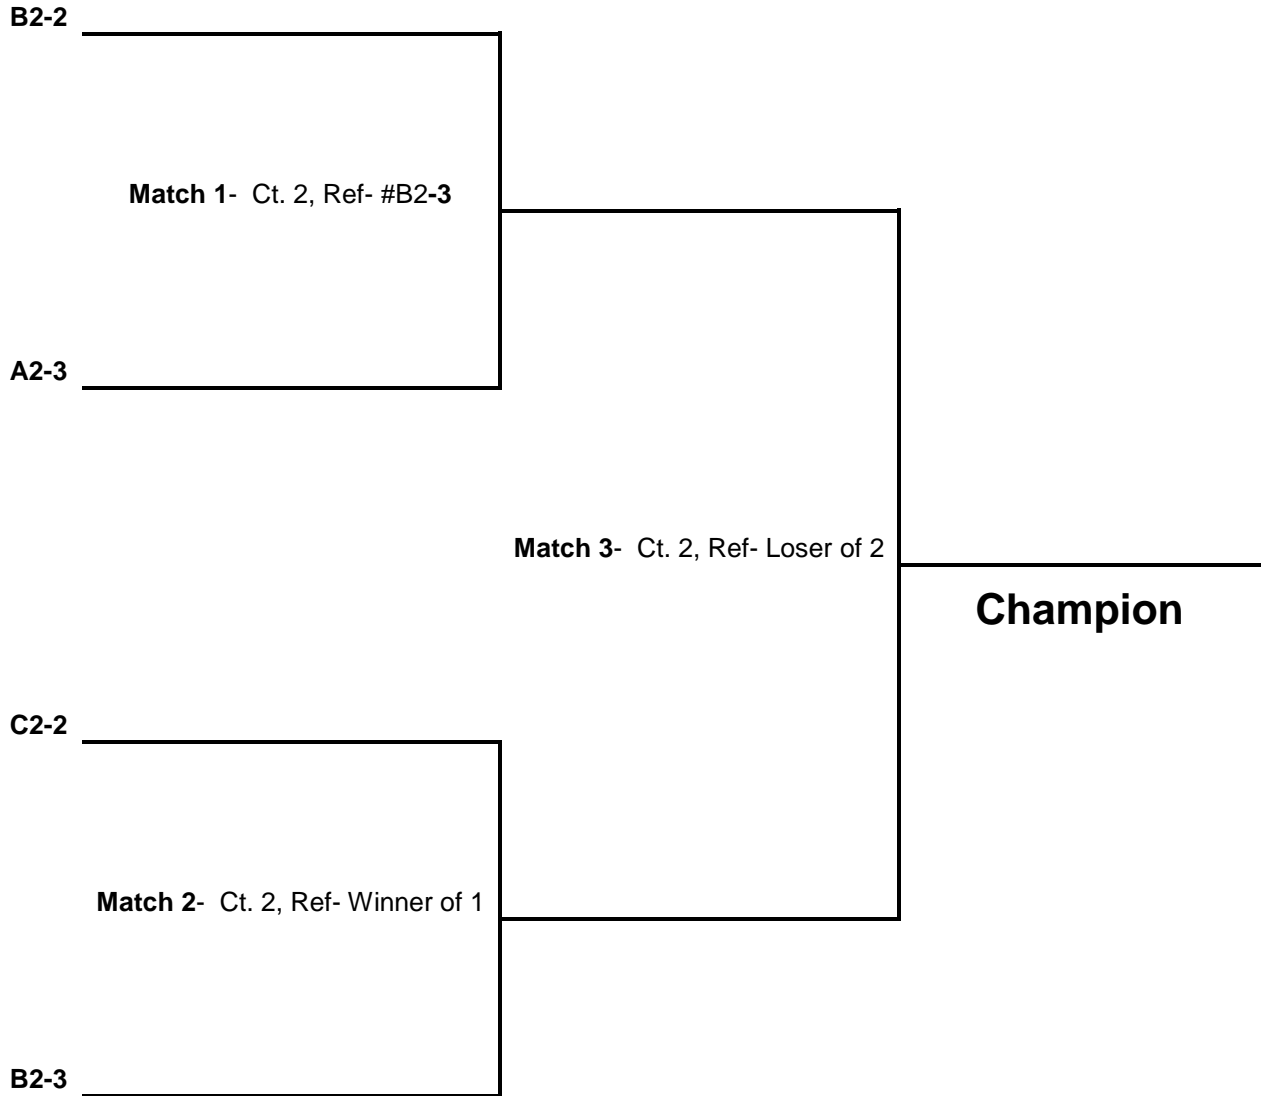 B2-2
Match 1-  Ct. 2, Ref- #B2-3
A2-3
Match 3-  Ct. 2, Ref- Loser of 2
Champion
C2-2
Match 2-  Ct. 2, Ref- Winner of 1
B2-3